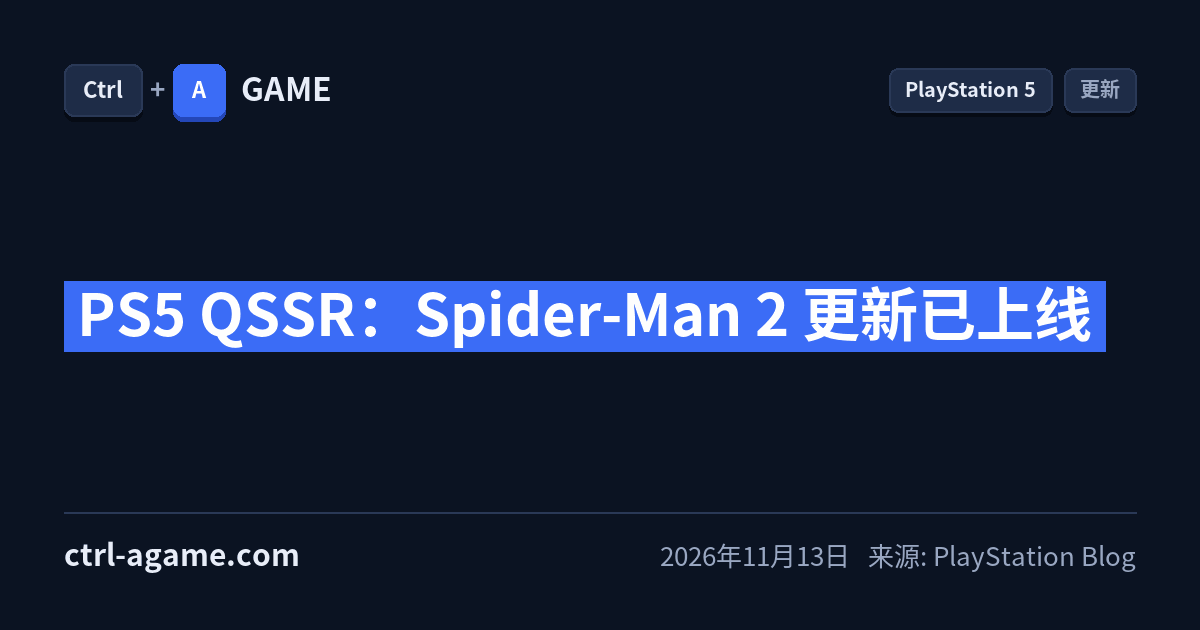 Ctrl + A GAME
PlayStation 5 更新
PS5 QSSR：Spider-Man 2 更新已上线
ctrl-agame.com
2026年11月13日 来源: PlayStation Blog